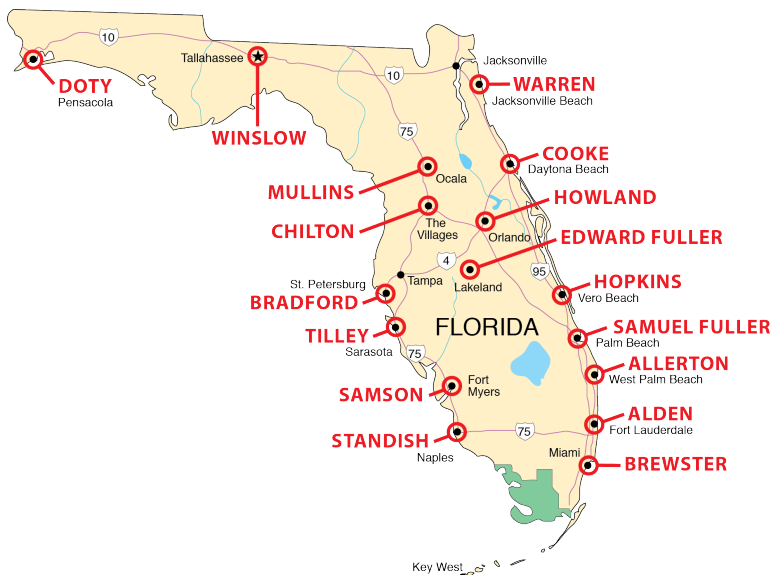 10
Tallahassee
Jacksonville
DOTY
Pensacola
10
WARREN
Jacksonville Beach
WINSLOW
75
COOKE
Daytona Beach
MULLINS
Ocala
HOWLAND
CHILTON
The
Villages
Orlando
EDWARD FULLER
4
95
St. Petersburg
Tampa
Lakeland
HOPKINS
Vero Beach
BRADFORD
FLORIDA
SAMUEL FULLER
Palm Beach
TILLEY
Sarasota
75
ALLERTON
West Palm Beach
Fort
Myers
SAMSON
ALDEN
Fort Lauderdale
STANDISH
75
Naples
Miami
BREWSTER
Key West